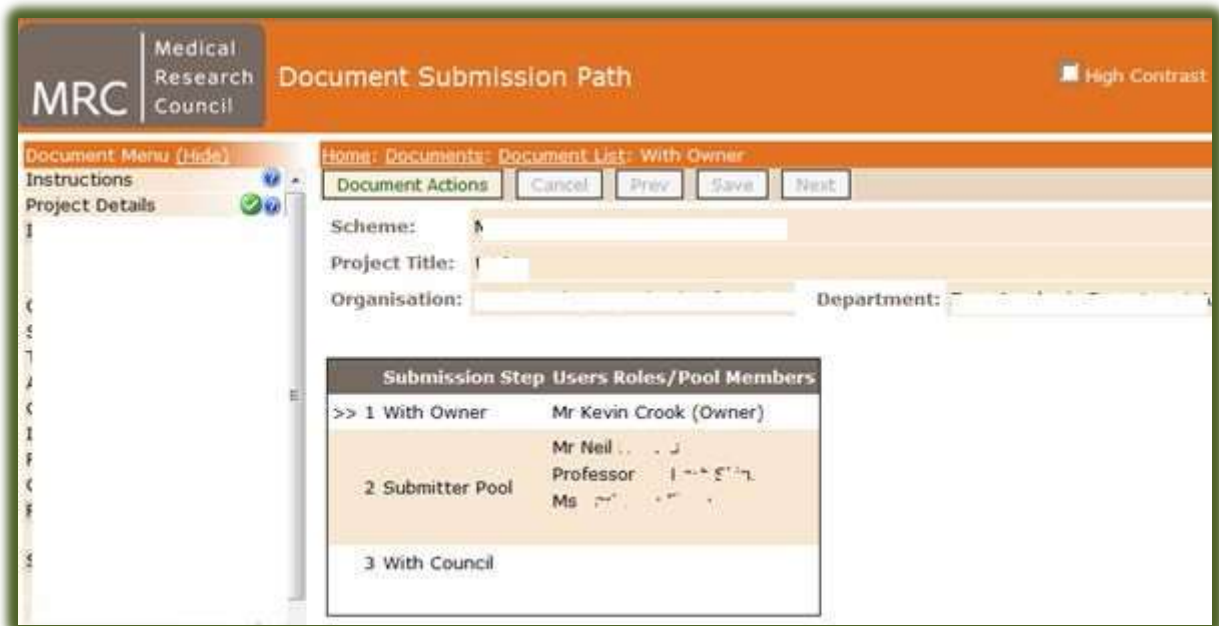 MRC
Medical
Research
Council
Document Submission Path
High Contrast
Document Menu (Hide)
Home: Documents: Document List: With Owner
Instructions
Document Actions Cancel Prev Save Next
Project Details
Scheme:
Project Title:
Organisation: Department:
Submission Step Users Roles/Pool Members
>> 1 With Owner Mr Kevin Crook (Owner)
Mr Neil
2 Submitter Pool Professor
Ms
3 With Council